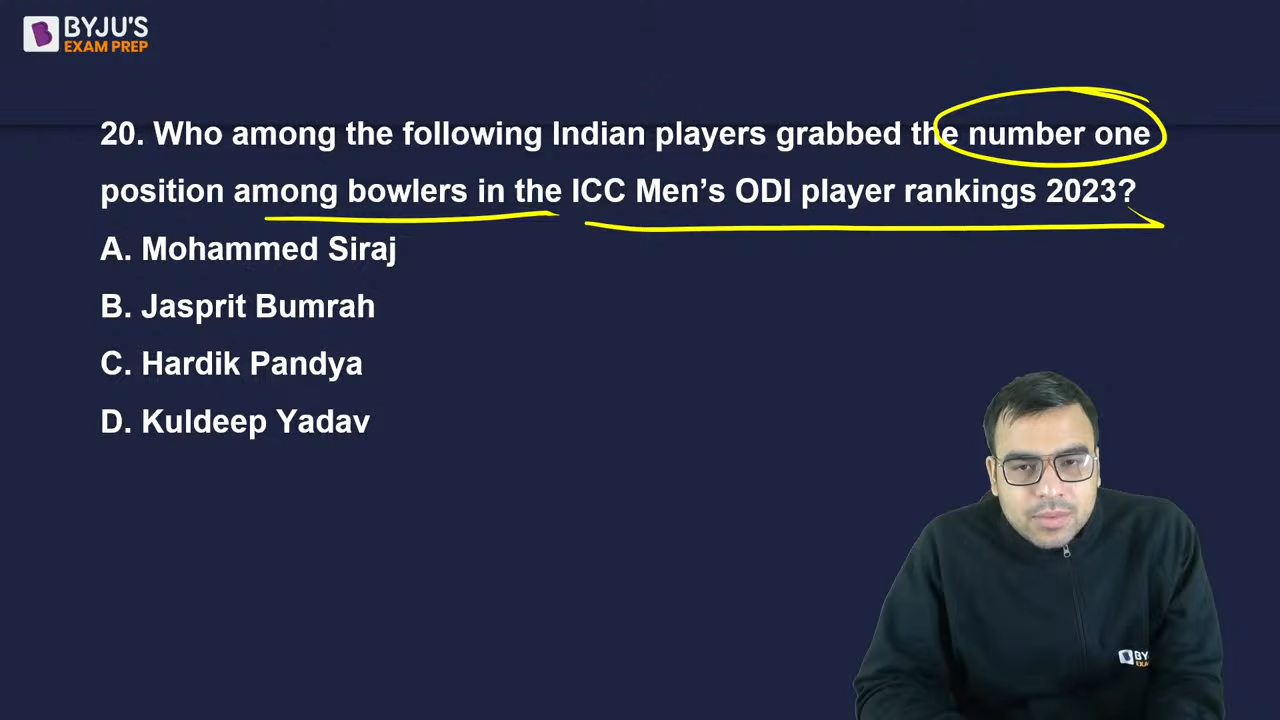 BYJU'S
EXAM PREP
20. Who among the following Indian players grabbed the number one
position among bowlers in the ICC Men’s ODI player rankings 2023?
A. Mohammed Siraj
B. Jasprit Bumrah
C. Hardik Pandya
D. Kuldeep Yadav